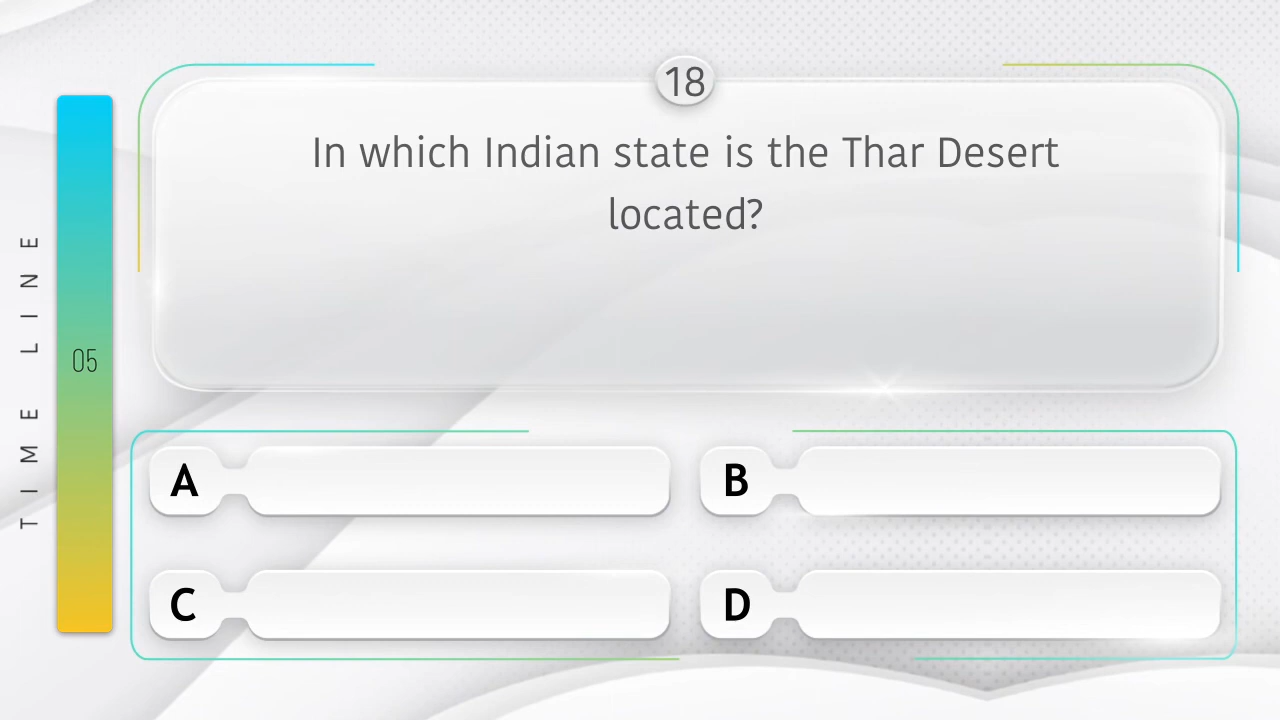 18
In which Indian state is the Thar Desert
located?
TIME LINE
05
A
B
C
D